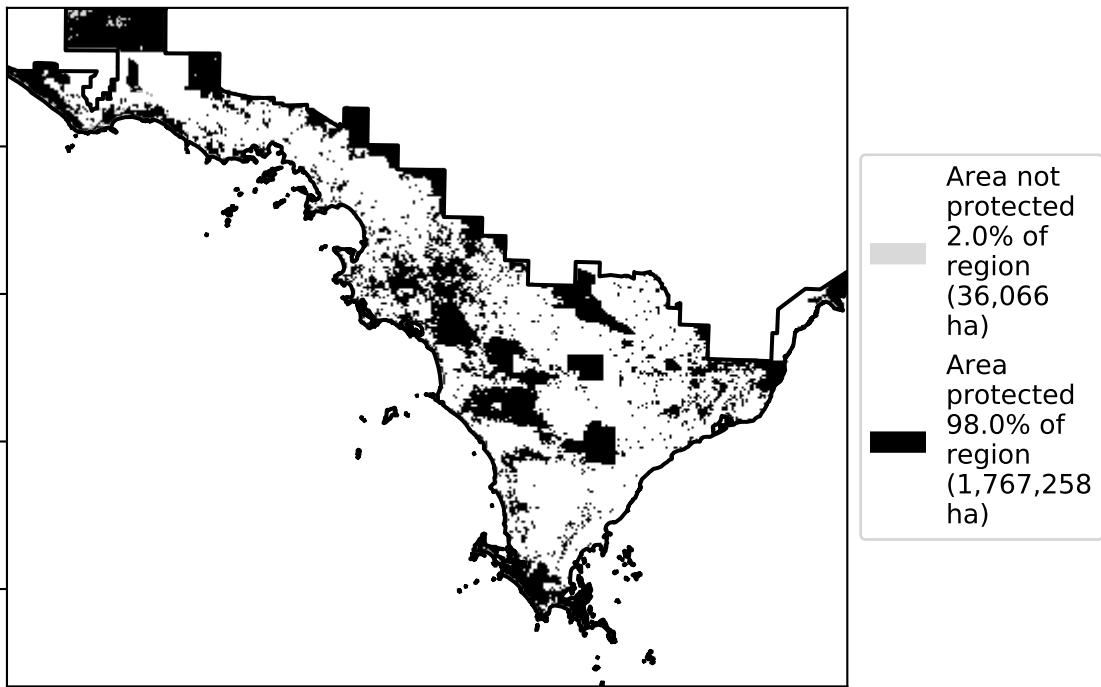 Area not
protected
2.0% of
region
(36,066
ha)
Area
protected
98.0% of
region
(1,767,258
ha)